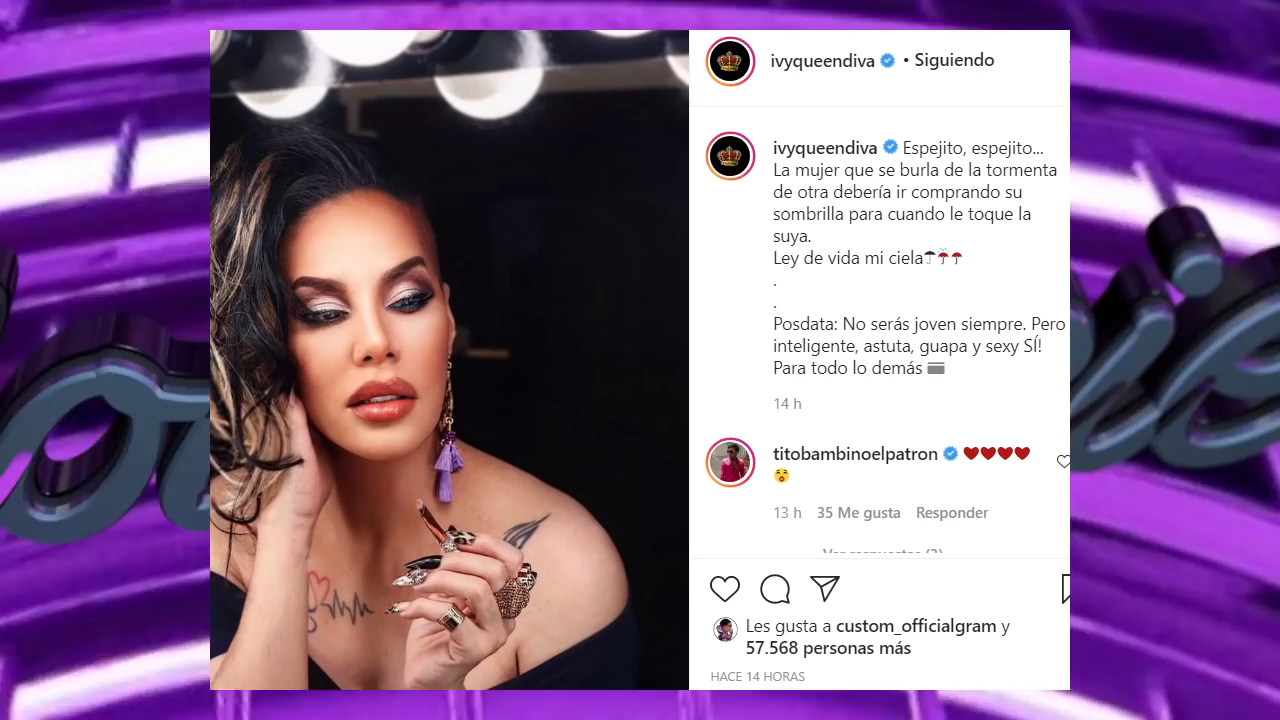 ivyqueendiva • Siguiendo
ivyqueendiva Espejito, espejito...
La mujer que se burla de la tormenta
de otra debería ir comprando su
sombrilla para cuando le toque la
suya.
Ley de vida mi ciela☂️☔🌂
.
.
Posdata: No serás joven siempre. Pero
inteligente, astuta, guapa y sexy SÍ!
Para todo lo demás 💳
14 h
titobambinoelpatron ❤️❤️❤️❤️
😲
13 h 35 Me gusta Responder
Ver respuestas (2)
Les gusta a custom_officialgram y
57.568 personas más
HACE 14 HORAS